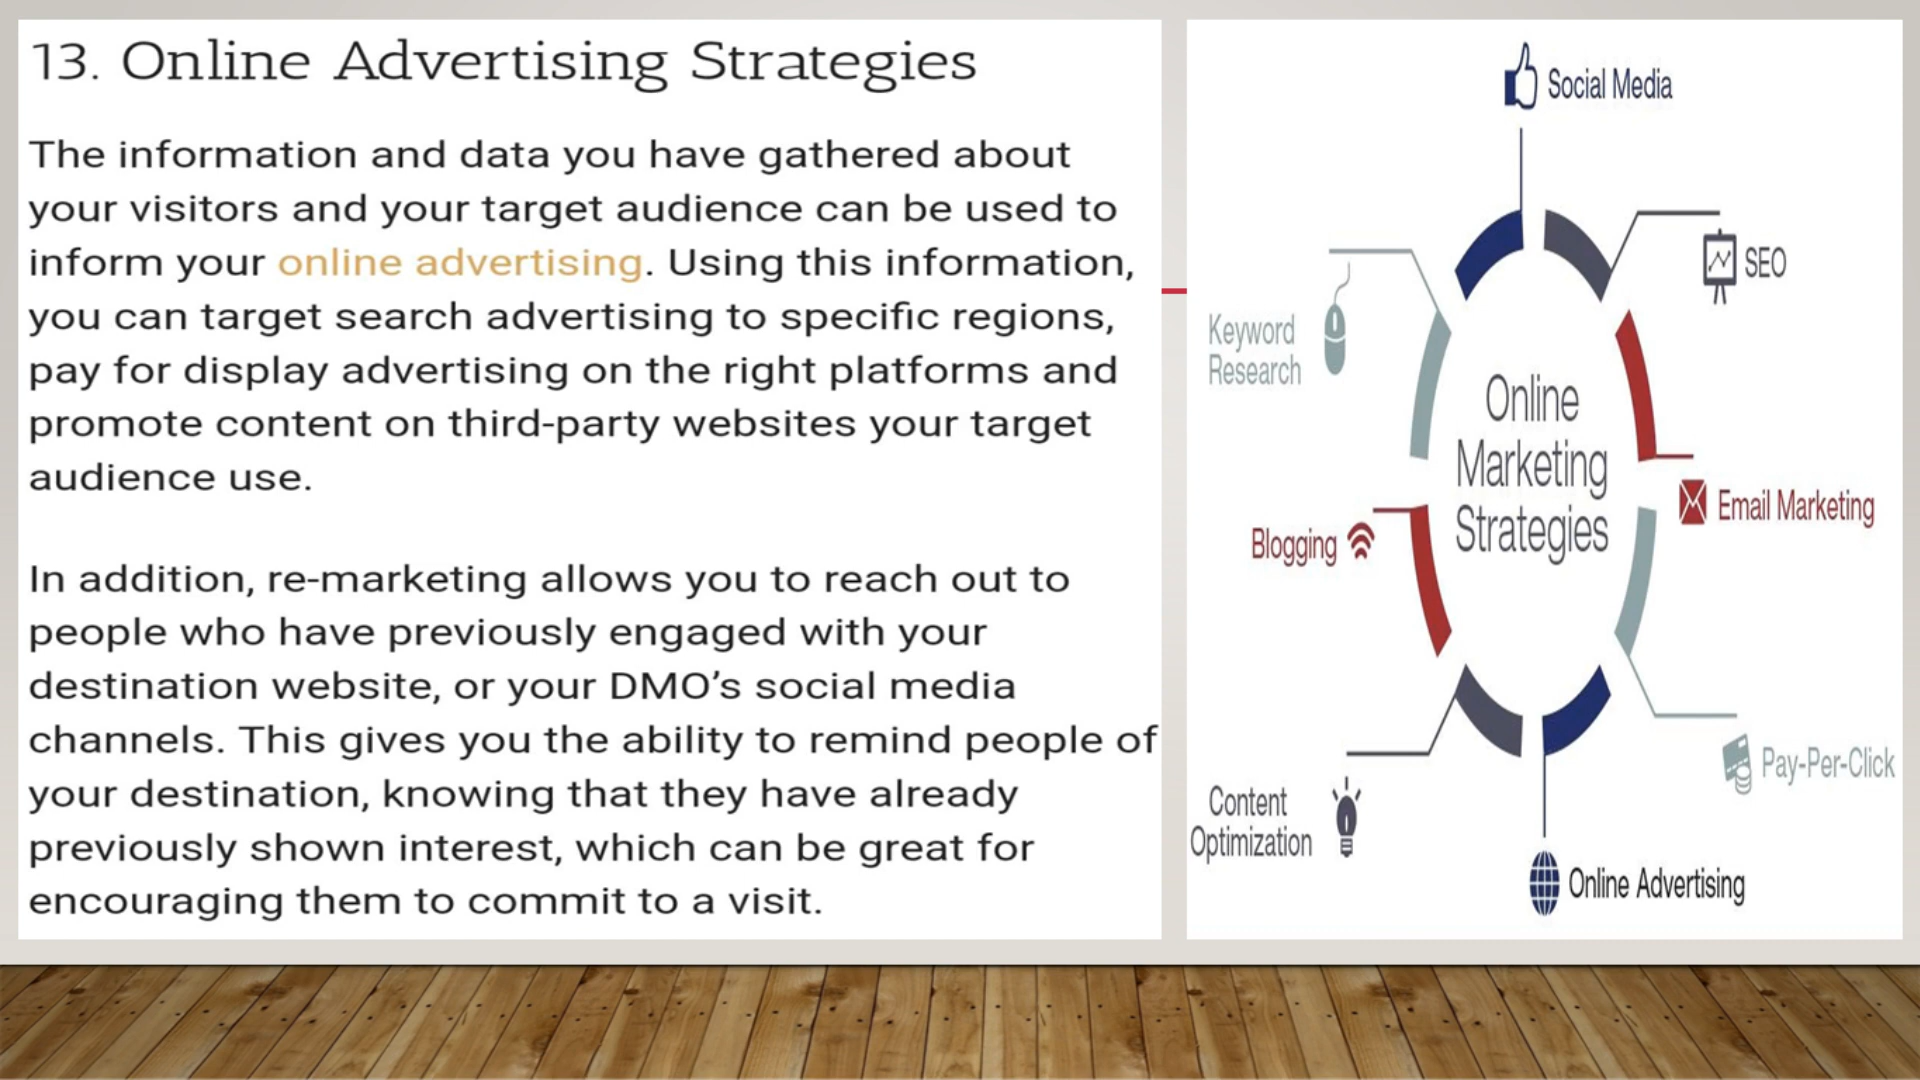 13. Online Advertising Strategies
The information and data you have gathered about
your visitors and your target audience can be used to
inform your online advertising. Using this information,
you can target search advertising to specific regions,
pay for display advertising on the right platforms and
promote content on third-party websites your target
audience use.
In addition, re-marketing allows you to reach out to
people who have previously engaged with your
destination website, or your DMO’s social media
channels. This gives you the ability to remind people of
your destination, knowing that they have already
previously shown interest, which can be great for
encouraging them to commit to a visit.
Social Media
SEO
Keyword
Research
Online
Marketing
Strategies
Email Marketing
Blogging
Pay-Per-Click
Content
Optimization
Online Advertising